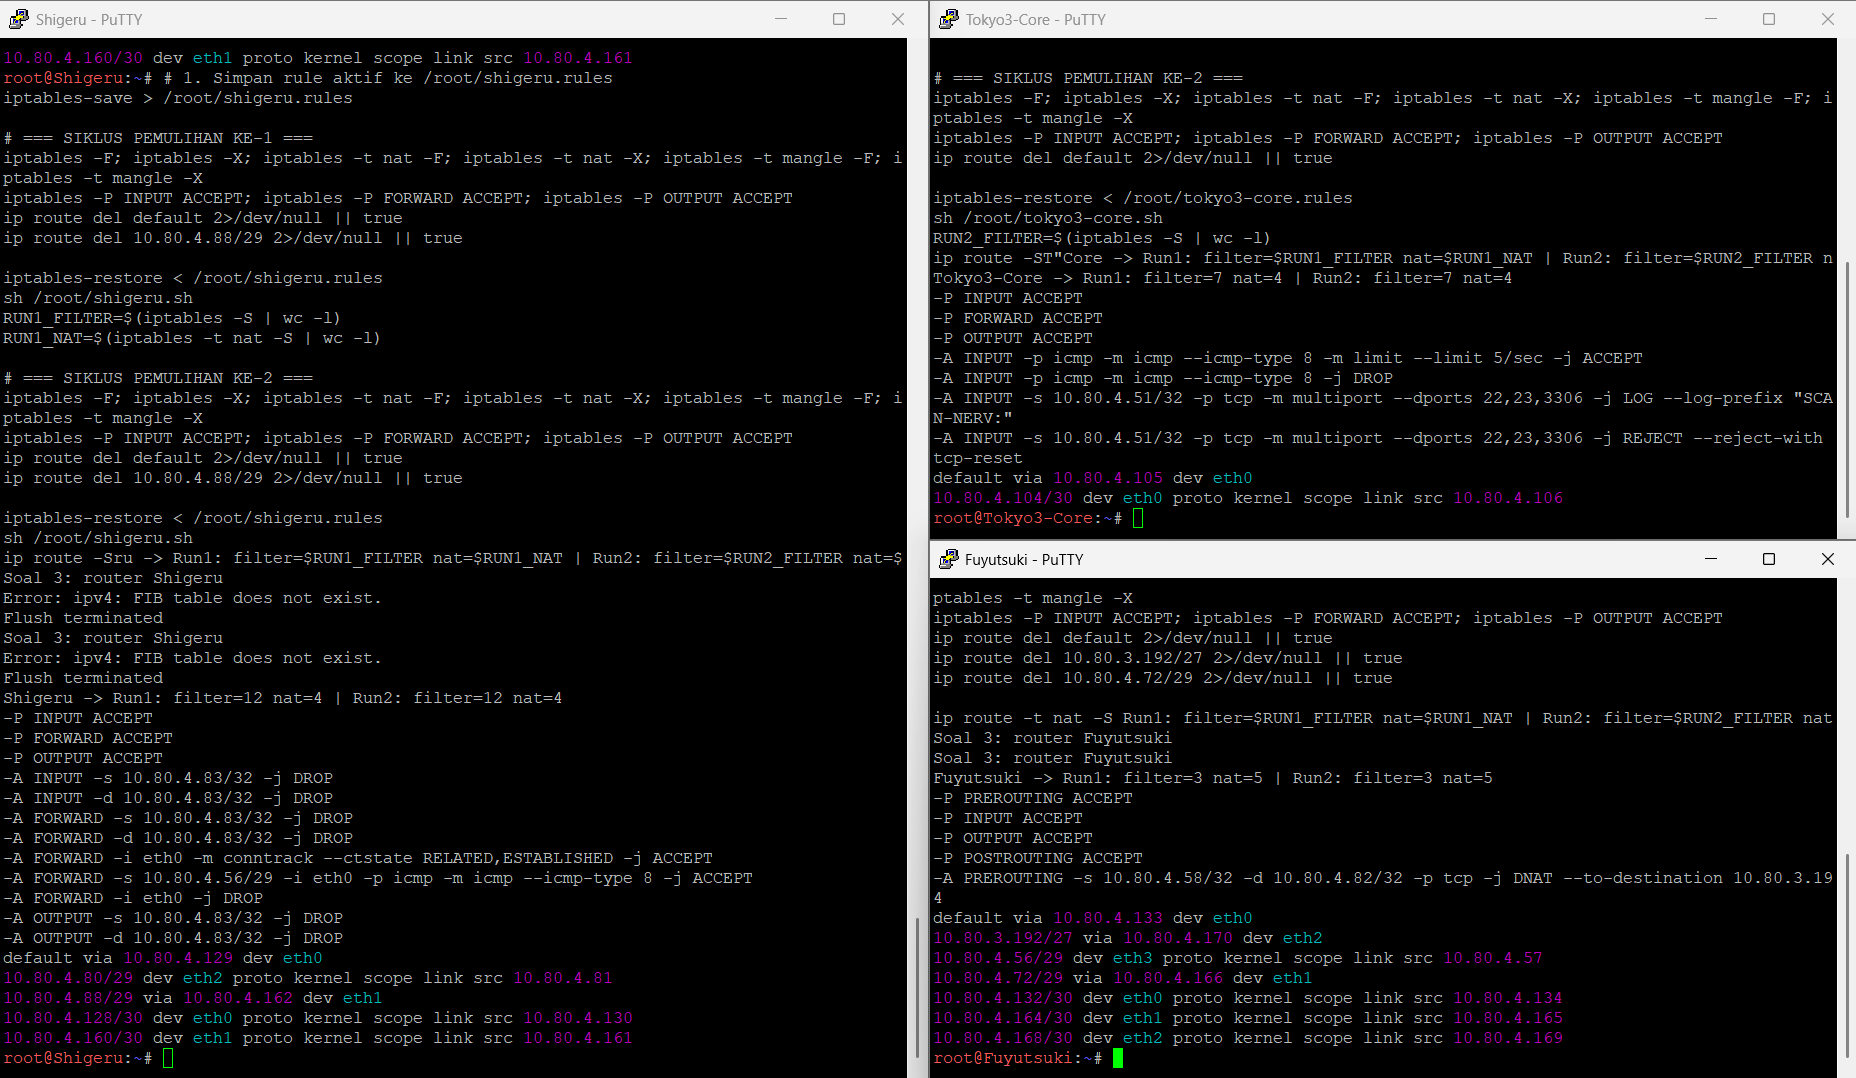 Shigeru - PuTTY
10.80.4.160/30 dev eth1 proto kernel scope link src 10.80.4.161
root@Shigeru:~# # 1. Simpan rule aktif ke /root/shigeru.rules
iptables-save > /root/shigeru.rules
# === SIKLUS PEMULIHAN KE-1 ===
iptables -F; iptables -X; iptables -t nat -F; iptables -t nat -X; iptables -t mangle -F; i
ptables -t mangle -X
iptables -P INPUT ACCEPT; iptables -P FORWARD ACCEPT; iptables -P OUTPUT ACCEPT
ip route del default 2>/dev/null || true
ip route del 10.80.4.88/29 2>/dev/null || true
iptables-restore < /root/shigeru.rules
sh /root/shigeru.sh
RUN1_FILTER=$(iptables -S | wc -l)
RUN1_NAT=$(iptables -t nat -S | wc -l)
# === SIKLUS PEMULIHAN KE-2 ===
iptables -F; iptables -X; iptables -t nat -F; iptables -t nat -X; iptables -t mangle -F; i
ptables -t mangle -X
iptables -P INPUT ACCEPT; iptables -P FORWARD ACCEPT; iptables -P OUTPUT ACCEPT
ip route del default 2>/dev/null || true
ip route del 10.80.4.88/29 2>/dev/null || true
iptables-restore < /root/shigeru.rules
sh /root/shigeru.sh
ip route -Sru -> Run1: filter=$RUN1_FILTER nat=$RUN1_NAT | Run2: filter=$RUN2_FILTER nat=$
Soal 3: router Shigeru
Error: ipv4: FIB table does not exist.
Flush terminated
Soal 3: router Shigeru
Error: ipv4: FIB table does not exist.
Flush terminated
Shigeru -> Run1: filter=12 nat=4 | Run2: filter=12 nat=4
-P INPUT ACCEPT
-P FORWARD ACCEPT
-P OUTPUT ACCEPT
-A INPUT -s 10.80.4.83/32 -j DROP
-A INPUT -d 10.80.4.83/32 -j DROP
-A FORWARD -s 10.80.4.83/32 -j DROP
-A FORWARD -d 10.80.4.83/32 -j DROP
-A FORWARD -i eth0 -m conntrack --ctstate RELATED,ESTABLISHED -j ACCEPT
-A FORWARD -s 10.80.4.56/29 -i eth0 -p icmp -m icmp --icmp-type 8 -j ACCEPT
-A FORWARD -i eth0 -j DROP
-A OUTPUT -s 10.80.4.83/32 -j DROP
-A OUTPUT -d 10.80.4.83/32 -j DROP
default via 10.80.4.129 dev eth0
10.80.4.80/29 dev eth2 proto kernel scope link src 10.80.4.81
10.80.4.88/29 via 10.80.4.162 dev eth1
10.80.4.128/30 dev eth0 proto kernel scope link src 10.80.4.130
10.80.4.160/30 dev eth1 proto kernel scope link src 10.80.4.161
root@Shigeru:~#
Tokyo3-Core - PuTTY
# === SIKLUS PEMULIHAN KE-2 ===
iptables -F; iptables -X; iptables -t nat -F; iptables -t nat -X; iptables -t mangle -F; i
ptables -t mangle -X
iptables -P INPUT ACCEPT; iptables -P FORWARD ACCEPT; iptables -P OUTPUT ACCEPT
ip route del default 2>/dev/null || true
iptables-restore < /root/tokyo3-core.rules
sh /root/tokyo3-core.sh
RUN2_FILTER=$(iptables -S | wc -l)
ip route -ST"Core -> Run1: filter=$RUN1_FILTER nat=$RUN1_NAT | Run2: filter=$RUN2_FILTER n
Tokyo3-Core -> Run1: filter=7 nat=4 | Run2: filter=7 nat=4
-P INPUT ACCEPT
-P FORWARD ACCEPT
-P OUTPUT ACCEPT
-A INPUT -p icmp -m icmp --icmp-type 8 -m limit --limit 5/sec -j ACCEPT
-A INPUT -p icmp -m icmp --icmp-type 8 -j DROP
-A INPUT -s 10.80.4.51/32 -p tcp -m multiport --dports 22,23,3306 -j LOG --log-prefix "SCA
N-NERV:"
-A INPUT -s 10.80.4.51/32 -p tcp -m multiport --dports 22,23,3306 -j REJECT --reject-with
tcp-reset
default via 10.80.4.105 dev eth0
10.80.4.104/30 dev eth0 proto kernel scope link src 10.80.4.106
root@Tokyo3-Core:~#
Fuyutsuki - PuTTY
ptables -t mangle -X
iptables -P INPUT ACCEPT; iptables -P FORWARD ACCEPT; iptables -P OUTPUT ACCEPT
ip route del default 2>/dev/null || true
ip route del 10.80.3.192/27 2>/dev/null || true
ip route del 10.80.4.72/29 2>/dev/null || true
ip route -t nat -S Run1: filter=$RUN1_FILTER nat=$RUN1_NAT | Run2: filter=$RUN2_FILTER nat
Soal 3: router Fuyutsuki
Soal 3: router Fuyutsuki
Fuyutsuki -> Run1: filter=3 nat=5 | Run2: filter=3 nat=5
-P PREROUTING ACCEPT
-P INPUT ACCEPT
-P OUTPUT ACCEPT
-P POSTROUTING ACCEPT
-A PREROUTING -s 10.80.4.58/32 -d 10.80.4.82/32 -p tcp -j DNAT --to-destination 10.80.3.19
4
default via 10.80.4.133 dev eth0
10.80.3.192/27 via 10.80.4.170 dev eth2
10.80.4.56/29 dev eth3 proto kernel scope link src 10.80.4.57
10.80.4.72/29 via 10.80.4.166 dev eth1
10.80.4.132/30 dev eth0 proto kernel scope link src 10.80.4.134
10.80.4.164/30 dev eth1 proto kernel scope link src 10.80.4.165
10.80.4.168/30 dev eth2 proto kernel scope link src 10.80.4.169
root@Fuyutsuki:~#